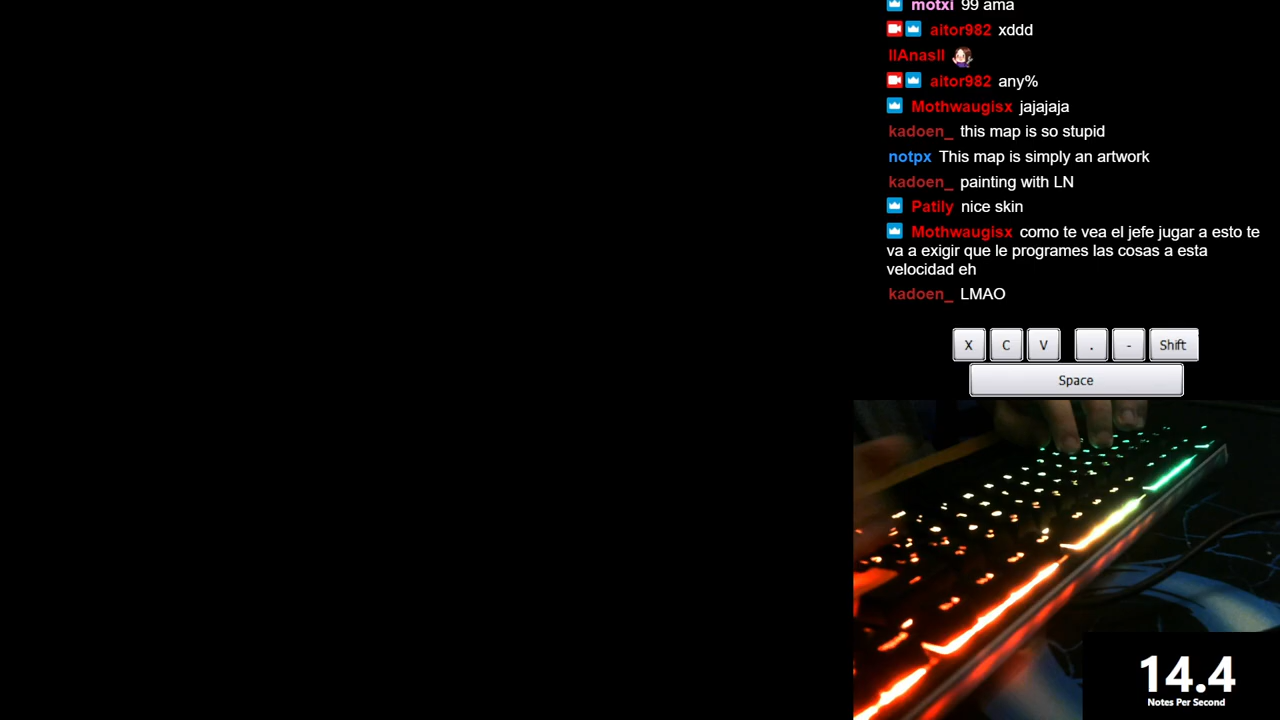 motxi 99 ama
aitor982 xddd
llAnasll
aitor982 any%
Mothwaugisx jajajaja
kadoen_ this map is so stupid
notpx This map is simply an artwork
kadoen_ painting with LN
Patily nice skin
Mothwaugisx como te vea el jefe jugar a esto te
va a exigir que le programes las cosas a esta
velocidad eh
kadoen_ LMAO
X C V . - Shift
Space
14.4
Notes Per Second